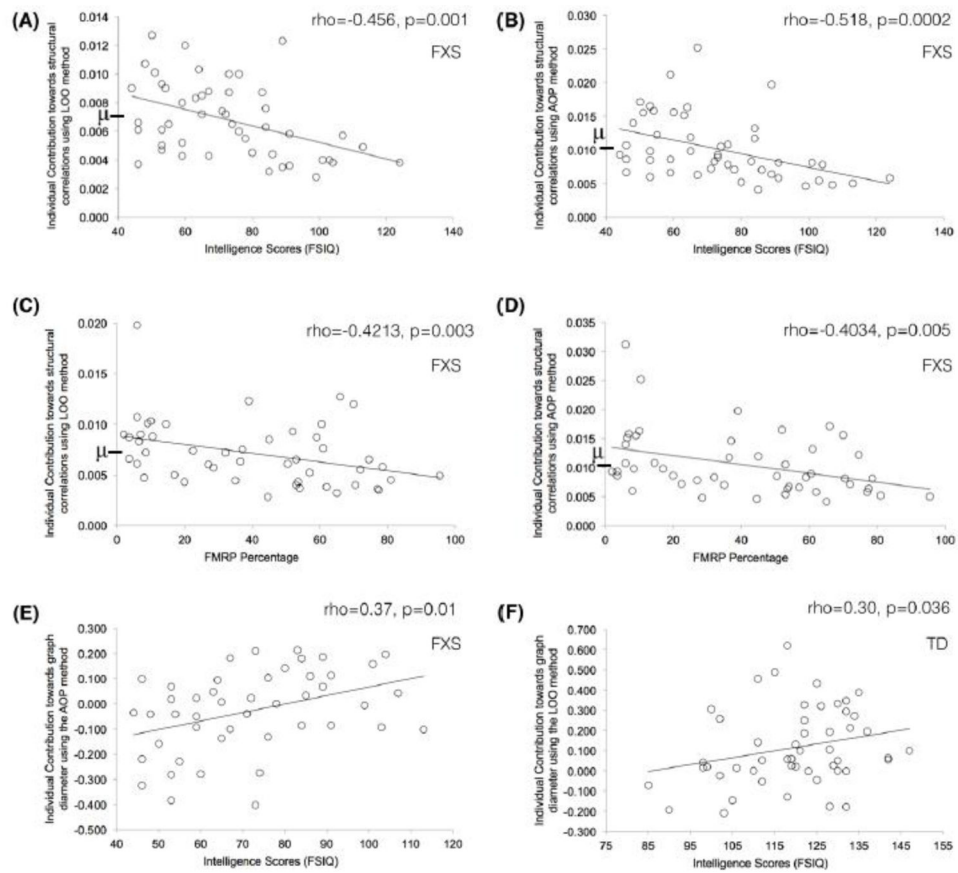 (A)
rho=-0.456, p=0.001
FXS
Individual Contribution towards structural
correlations using LOO method
0.014
0.012
0.010
0.008
μ
0.006
0.004
0.002
0.000
40 60 80 100 120 140
Intelligence Scores (FSIQ)
(B)
rho=-0.518, p=0.0002
FXS
Individual Contribution towards structural
correlations using AOP method
0.030
0.025
0.020
0.015
μ
0.010
0.005
0.000
40 60 80 100 120 140
Intelligence Scores (FSIQ)
(C)
rho=-0.4213, p=0.003
FXS
Individual Contribution towards structural
correlations using LOO method
0.020
0.015
0.010
μ
0.005
0.000
0 20 40 60 80 100
FMRP Percentage
(D)
rho=-0.4034, p=0.005
FXS
Individual Contribution towards structural
correlations using AOP method
0.035
0.030
0.025
0.020
0.015
μ
0.010
0.005
0.000
0 20 40 60 80 100
FMRP Percentage
(E)
rho=0.37, p=0.01
FXS
Individual Contribution towards graph
diameter using the AOP method
0.300
0.200
0.100
0.000
-0.100
-0.200
-0.300
-0.400
-0.500
40 50 60 70 80 90 100 110 120
Intelligence Scores (FSIQ)
(F)
rho=0.30, p=0.036
TD
Individual Contribution towards graph
diameter using the LOO method
0.700
0.600
0.500
0.400
0.300
0.200
0.100
0.000
-0.100
-0.200
-0.300
75 85 95 105 115 125 135 145 155
Intelligence Scores (FSIQ)